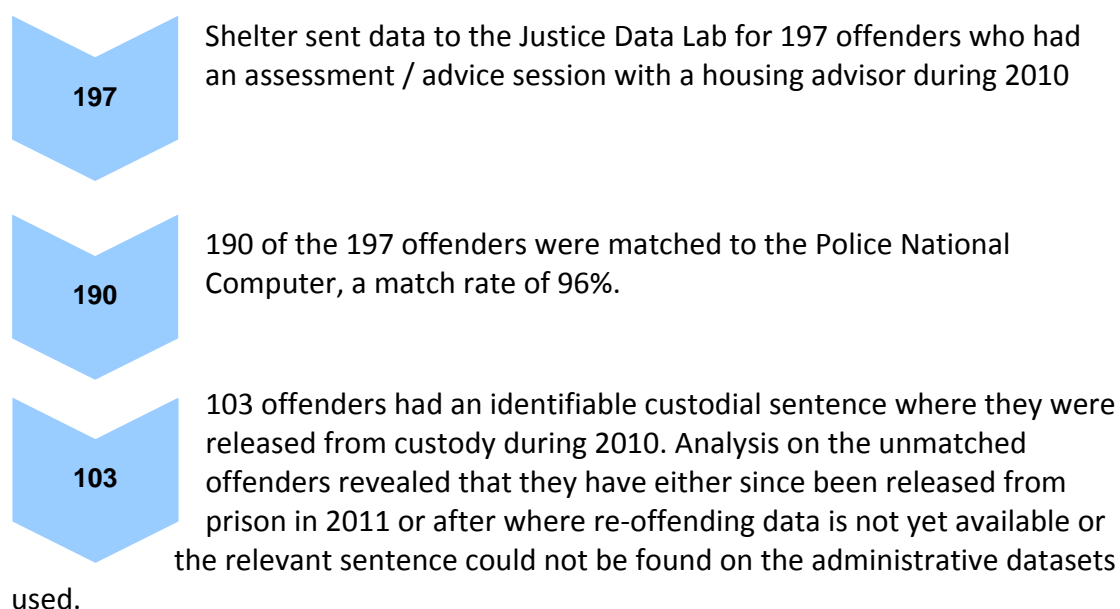 197
Shelter sent data to the Justice Data Lab for 197 offenders who had
an assessment / advice session with a housing advisor during 2010
190
190 of the 197 offenders were matched to the Police National
Computer, a match rate of 96%.
103
103 offenders had an identifiable custodial sentence where they were
released from custody during 2010. Analysis on the unmatched
offenders revealed that they have either since been released from
prison in 2011 or after where re-offending data is not yet available or
the relevant sentence could not be found on the administrative datasets
used.